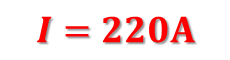 I = 220A